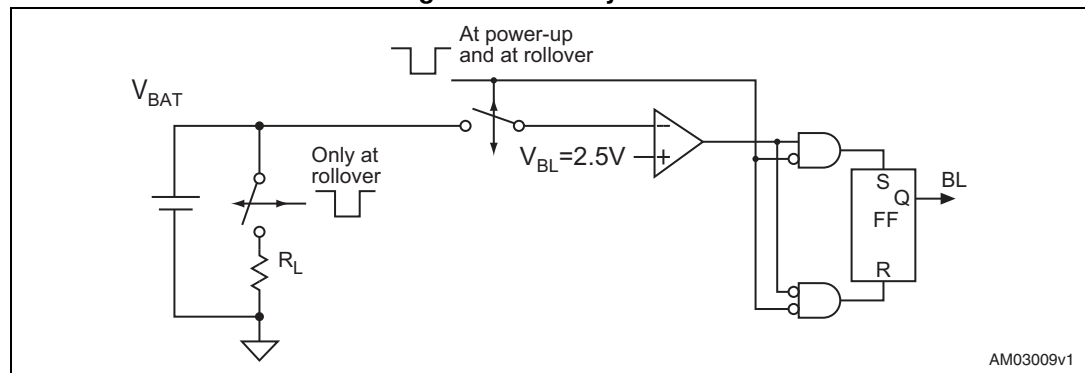 At power-up
and at rollover
VBAT
Only at
rollover
VBL=2.5V
− 
+
S
Q
BL
FF
RL
R
AM03009v1